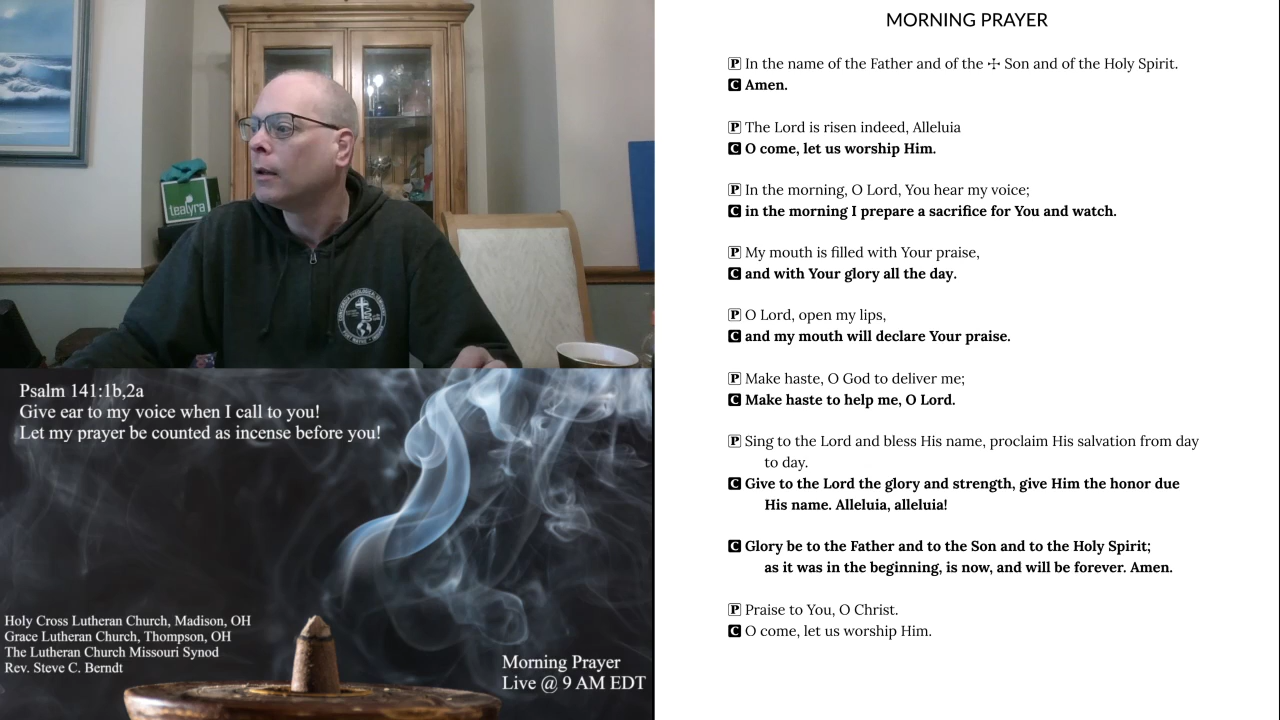 tealyra
Psalm 141:1b,2a
Give ear to my voice when I call to you!
Let my prayer be counted as incense before you!
Holy Cross Lutheran Church, Madison, OH
Grace Lutheran Church, Thompson, OH
The Lutheran Church Missouri Synod
Rev. Steve C. Berndt
Morning Prayer
Live @ 9 AM EDT
MORNING PRAYER
P In the name of the Father and of the ☩ Son and of the Holy Spirit.
C Amen.
P The Lord is risen indeed, Alleluia
C O come, let us worship Him.
P In the morning, O Lord, You hear my voice;
C in the morning I prepare a sacrifice for You and watch.
P My mouth is filled with Your praise,
C and with Your glory all the day.
P O Lord, open my lips,
C and my mouth will declare Your praise.
P Make haste, O God to deliver me;
C Make haste to help me, O Lord.
P Sing to the Lord and bless His name, proclaim His salvation from day
to day.
C Give to the Lord the glory and strength, give Him the honor due
His name. Alleluia, alleluia!
C Glory be to the Father and to the Son and to the Holy Spirit;
as it was in the beginning, is now, and will be forever. Amen.
P Praise to You, O Christ.
C O come, let us worship Him.